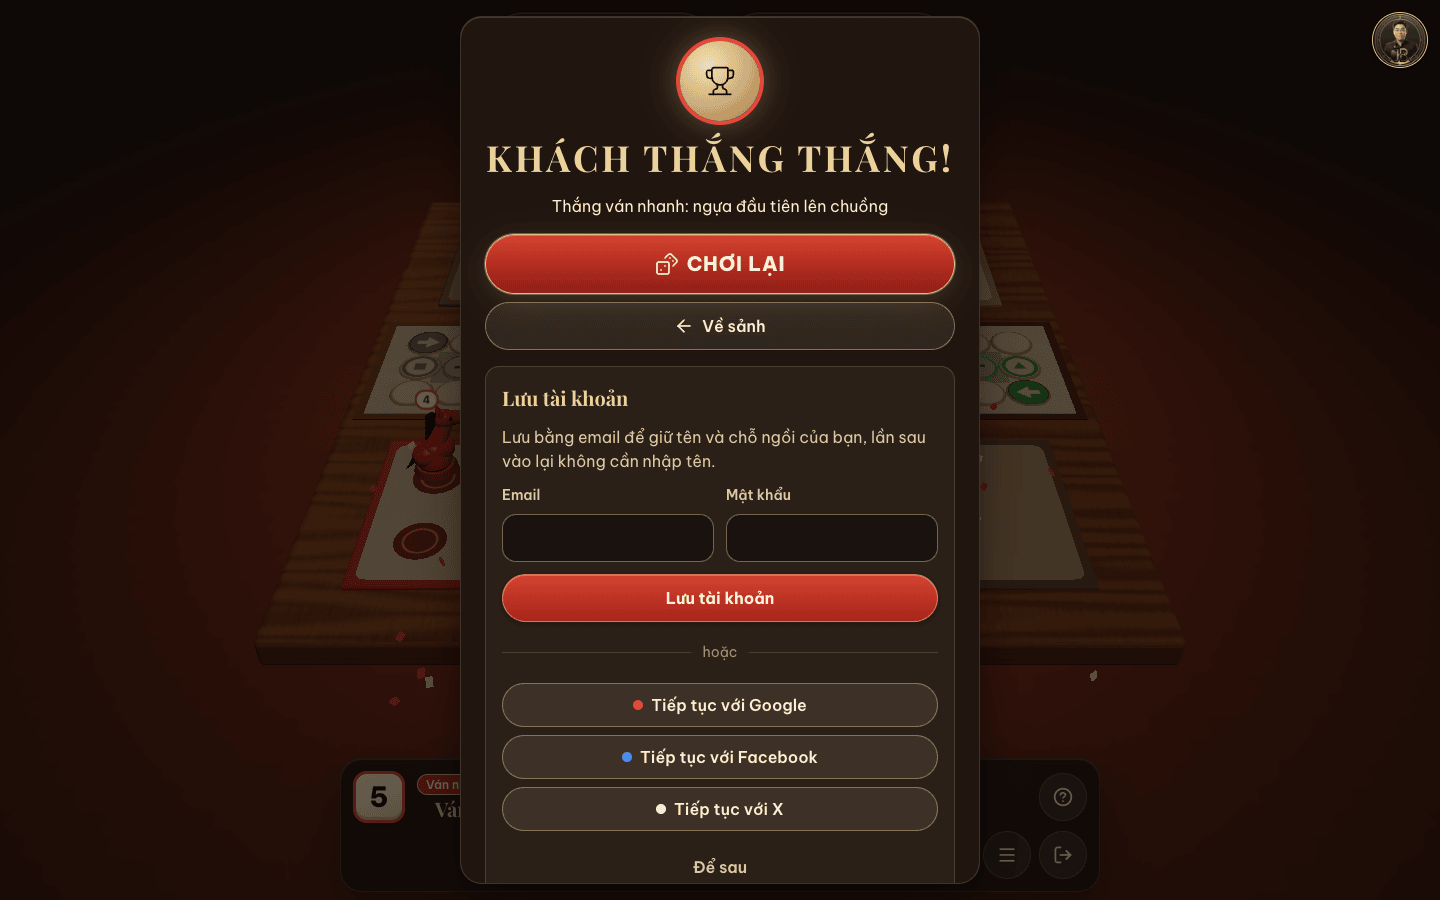 KHÁCH THẮNG THẮNG!
Thắng ván nhanh: ngựa đầu tiên lên chuồng
CHƠI LẠI
Về sảnh
4
Lưu tài khoản
Lưu bằng email để giữ tên và chỗ ngồi của bạn, lần sau
vào lại không cần nhập tên.
Email
Mật khẩu
Lưu tài khoản
hoặc
Tiếp tục với Google
Tiếp tục với Facebook
Tiếp tục với X
5
Ván n
Để sau